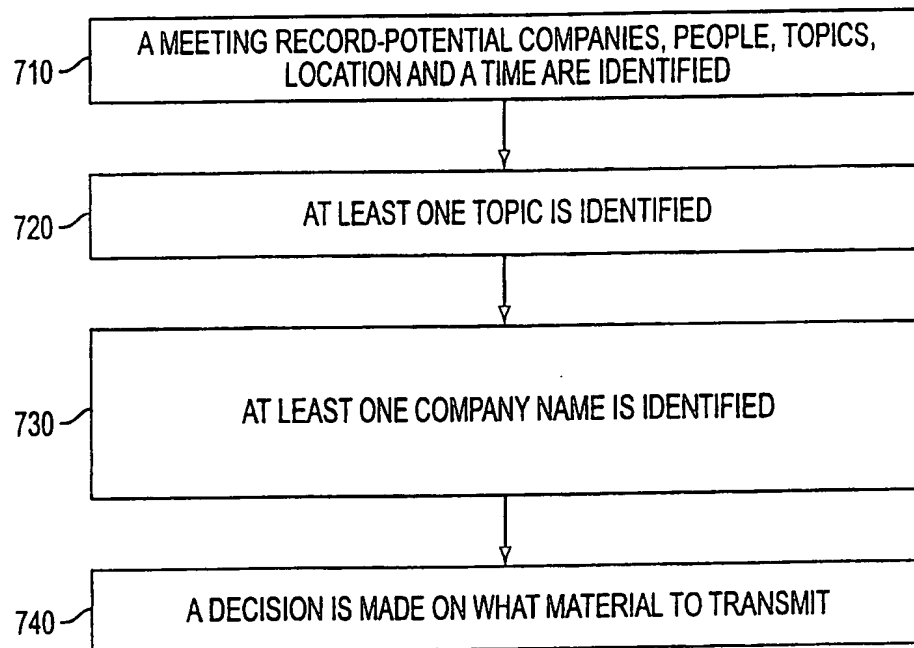 710
A MEETING RECORD-POTENTIAL COMPANIES, PEOPLE, TOPICS,
LOCATION AND A TIME ARE IDENTIFIED
720
AT LEAST ONE TOPIC IS IDENTIFIED
730
AT LEAST ONE COMPANY NAME IS IDENTIFIED
740
A DECISION IS MADE ON WHAT MATERIAL TO TRANSMIT